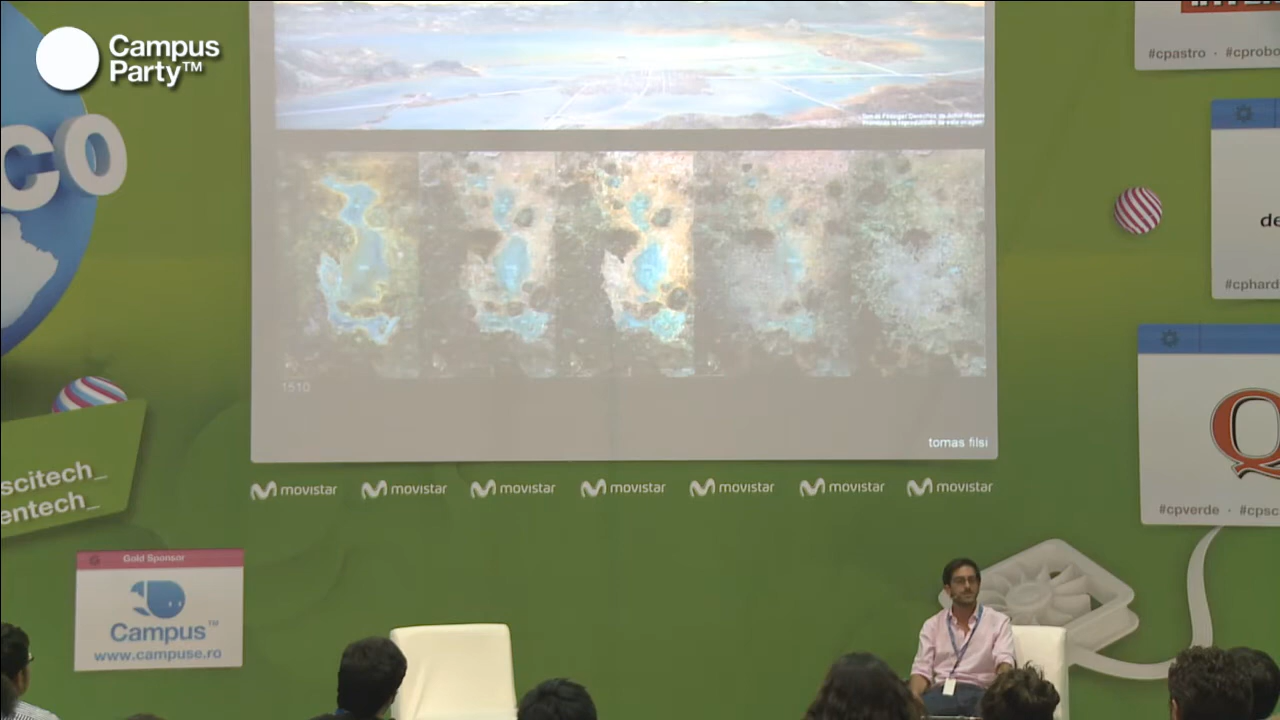 Campus
Party™
co
#cpastro · #cprobo
de
#cphard
Q
#cpverde · #cpsc
1510
tomas filsi
movistar movistar movistar movistar movistar movistar movistar
scitech_
entech_
Gold Sponsor
Campus™
www.campuse.ro